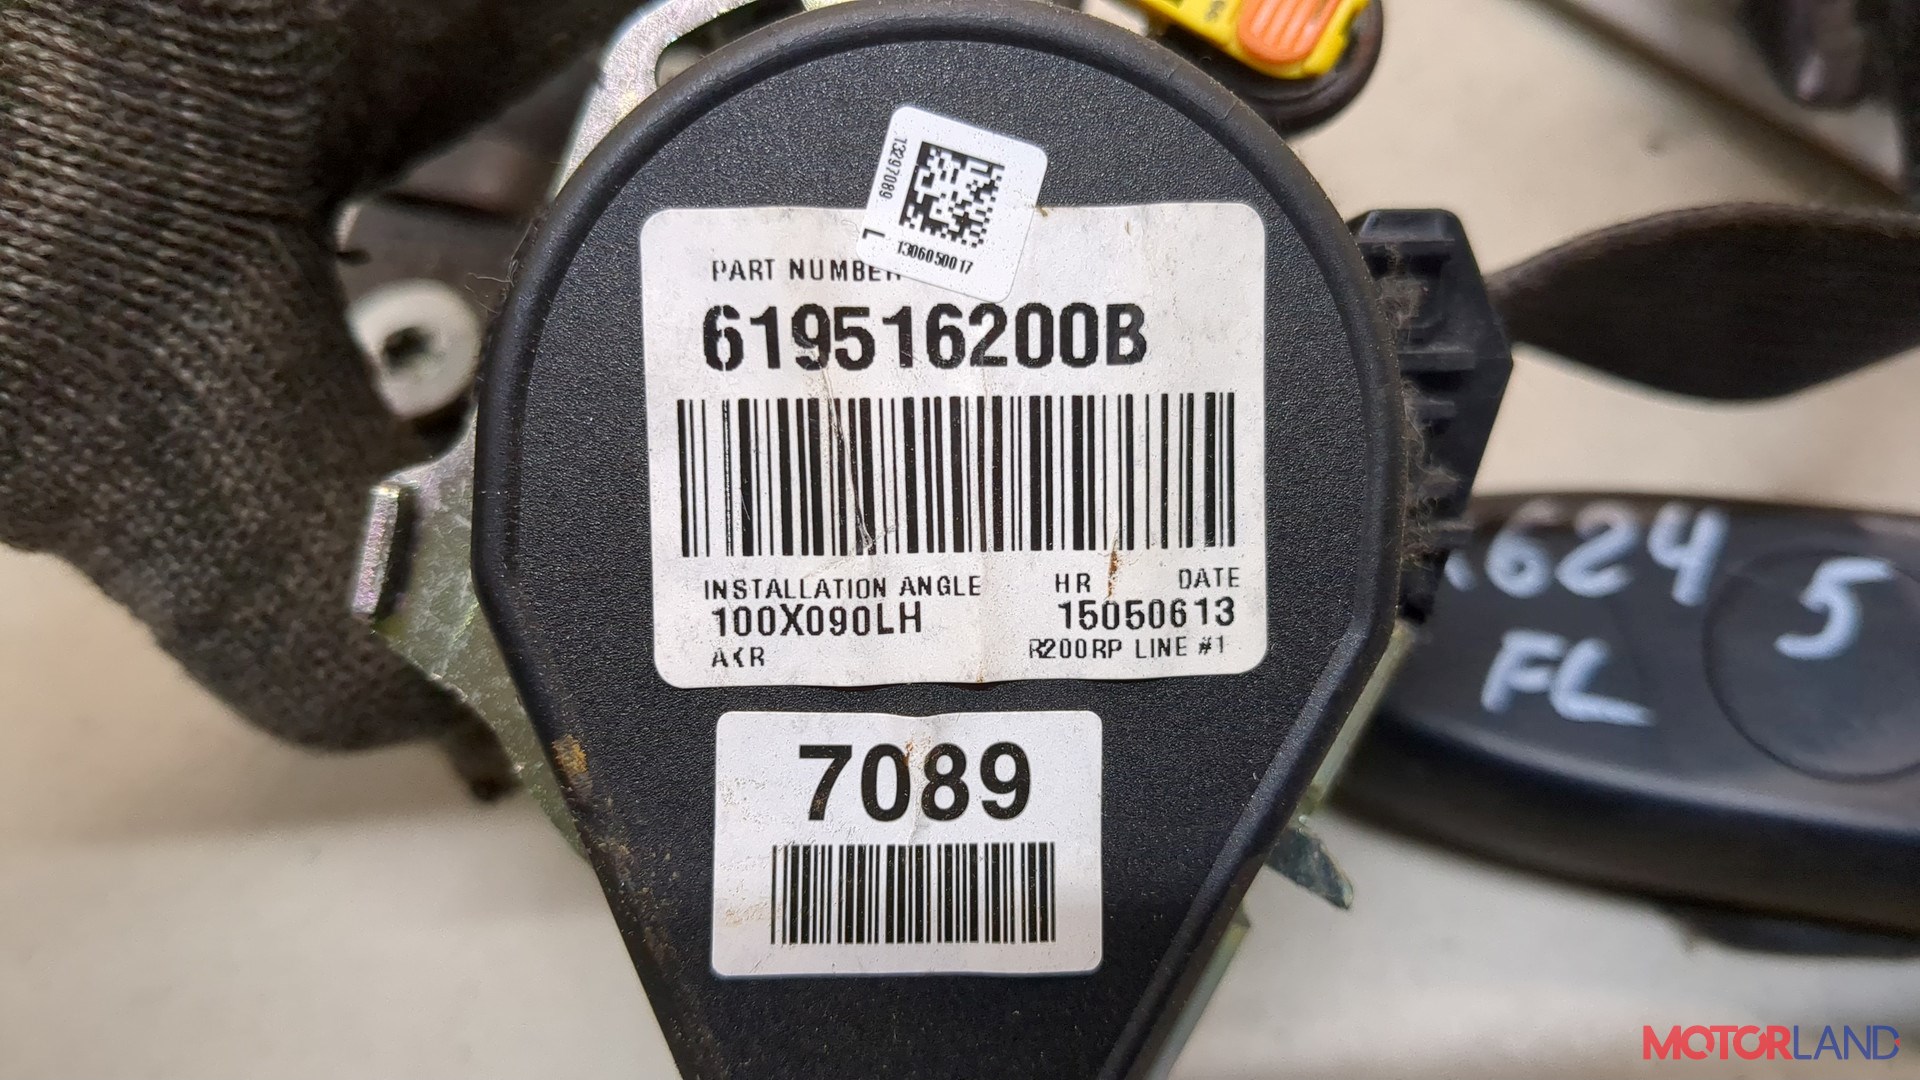 13297089
L 1306050017
PART NUMBER
619516200B
INSTALLATION ANGLE HR DATE
100X090LH 15050613
AKR R200RP LINE #1
7089
624 5
FL
MOTORLAND